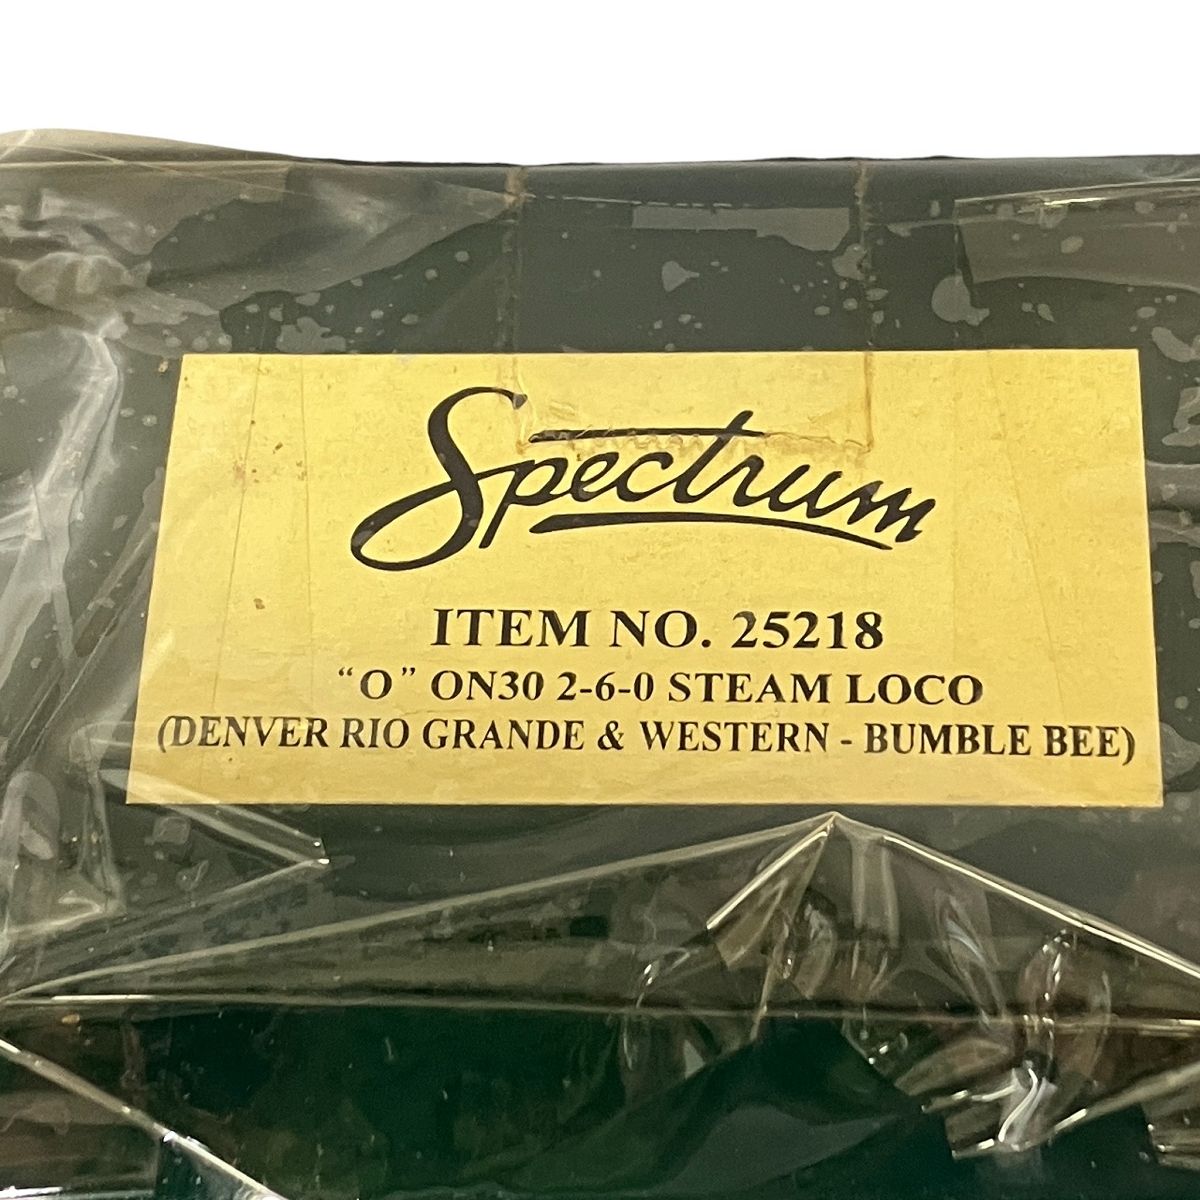 Spectrum
ITEM NO. 25218
“O” ON30 2-6-0 STEAM LOCO
(DENVER RIO GRANDE & WESTERN - BUMBLE BEE)